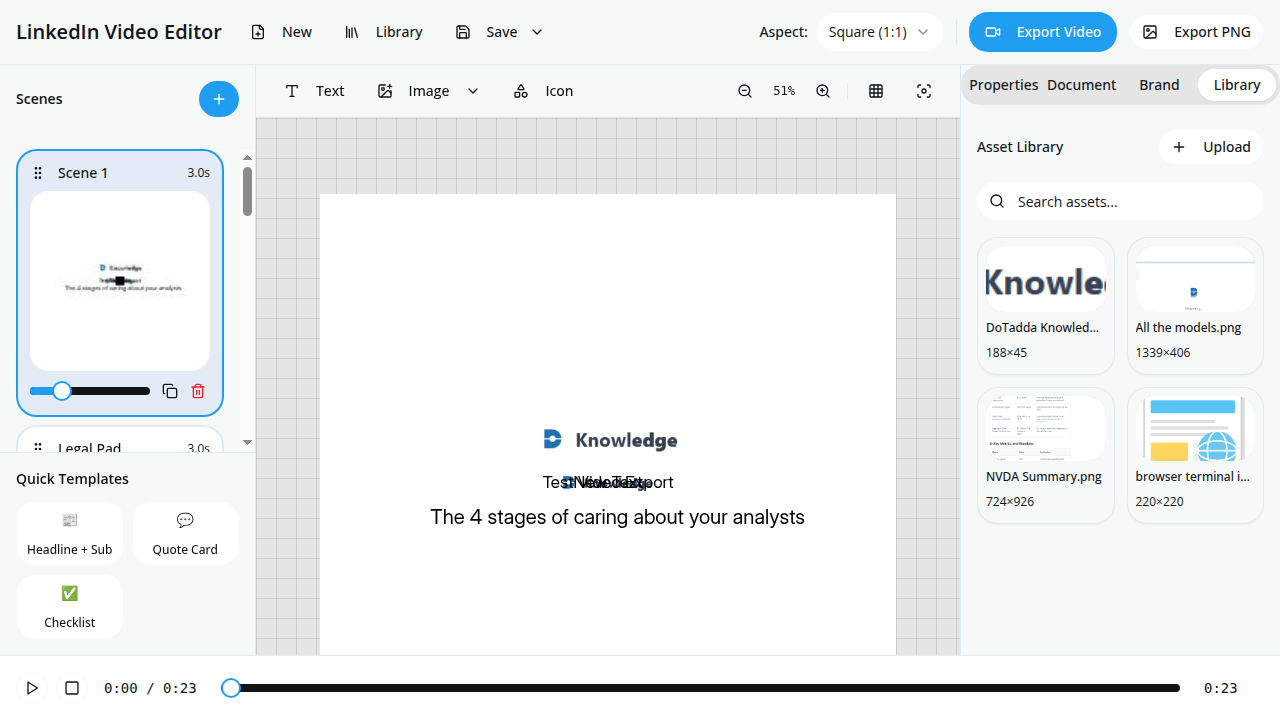 LinkedIn Video Editor
New
Library
Save
Aspect:
Square (1:1)
Export Video
Export PNG
Scenes
Scene 1
3.0s
Knowledge
The 4 stages of caring about your analysts
Legal Pad
3.0s
Quick Templates
Headline + Sub
Quote Card
Checklist
Text
Image
Icon
51%
Knowledge
The 4 stages of caring about your analysts
Properties
Document
Brand
Library
Asset Library
Upload
Search assets...
Knowle
DoTadda Knowled...
188×45
All the models.png
1339×406
NVDA Summary.png
724×926
browser terminal i...
220×220
0:00 / 0:23
0:23